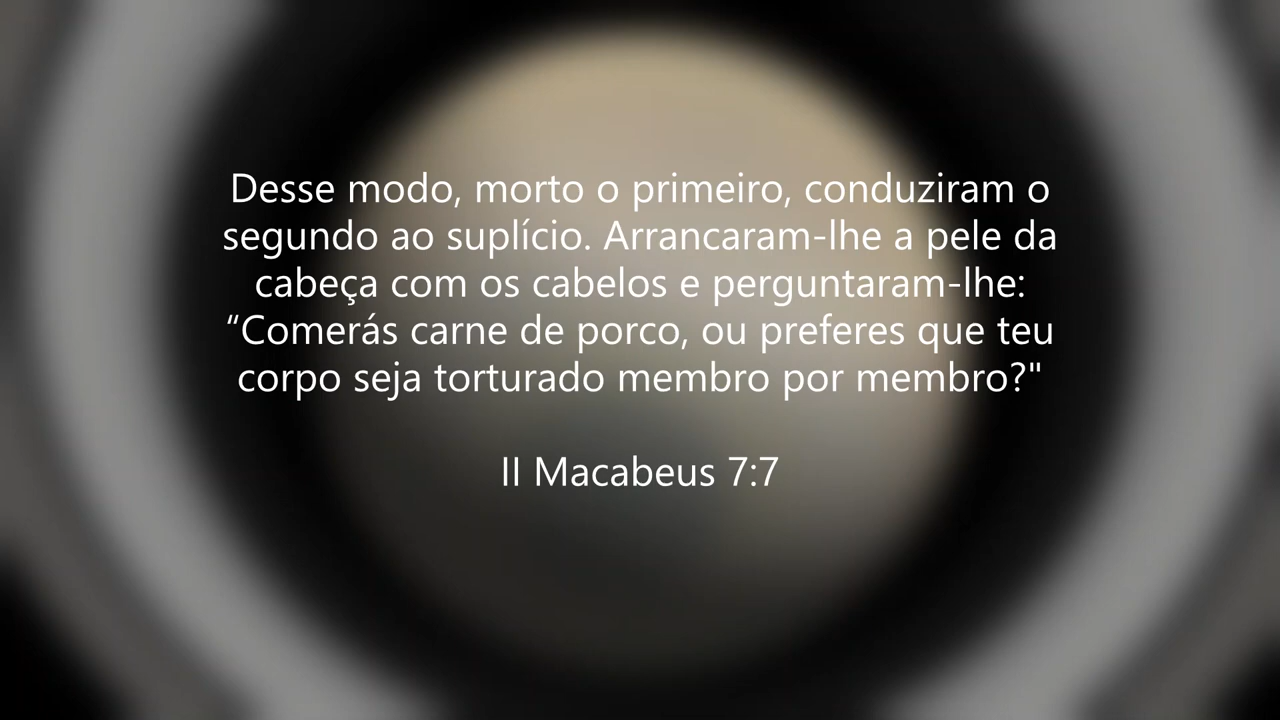 Desse modo, morto o primeiro, conduziram o
segundo ao suplício. Arrancaram-lhe a pele da
cabeça com os cabelos e perguntaram-lhe:
“Comerás carne de porco, ou preferes que teu
corpo seja torturado membro por membro?"
II Macabeus 7:7